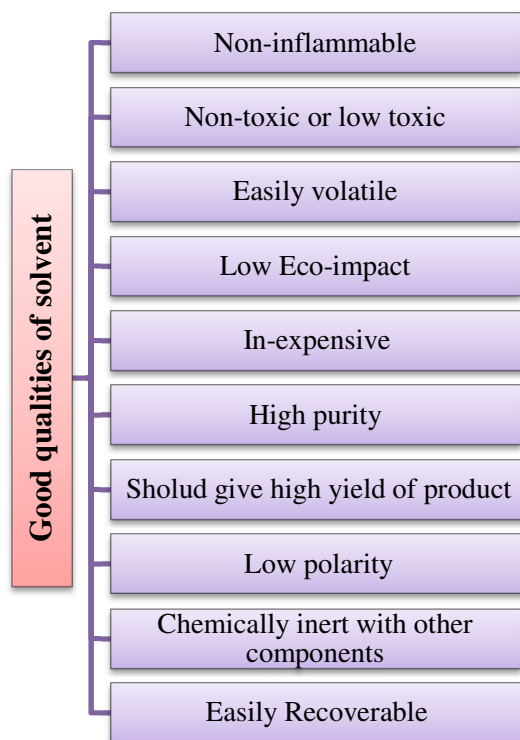 Good qualities of solvent
Non-inflammable
Non-toxic or low toxic
Easily volatile
Low Eco-impact
In-expensive
High purity
Sholud give high yield of product
Low polarity
Chemically inert with other
components
Easily Recoverable